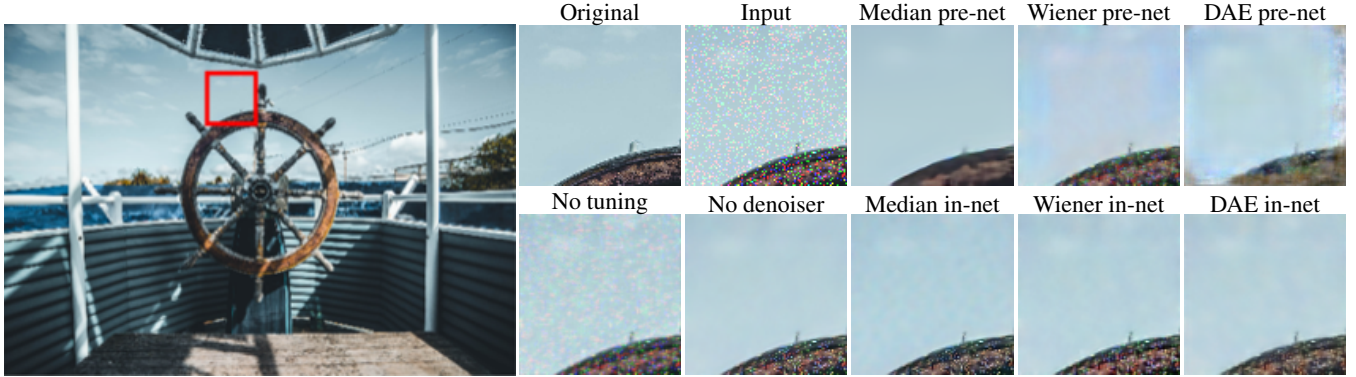 Original Input Median pre-net Wiener pre-net DAE pre-net
No tuning No denoiser Median in-net Wiener in-net DAE in-net